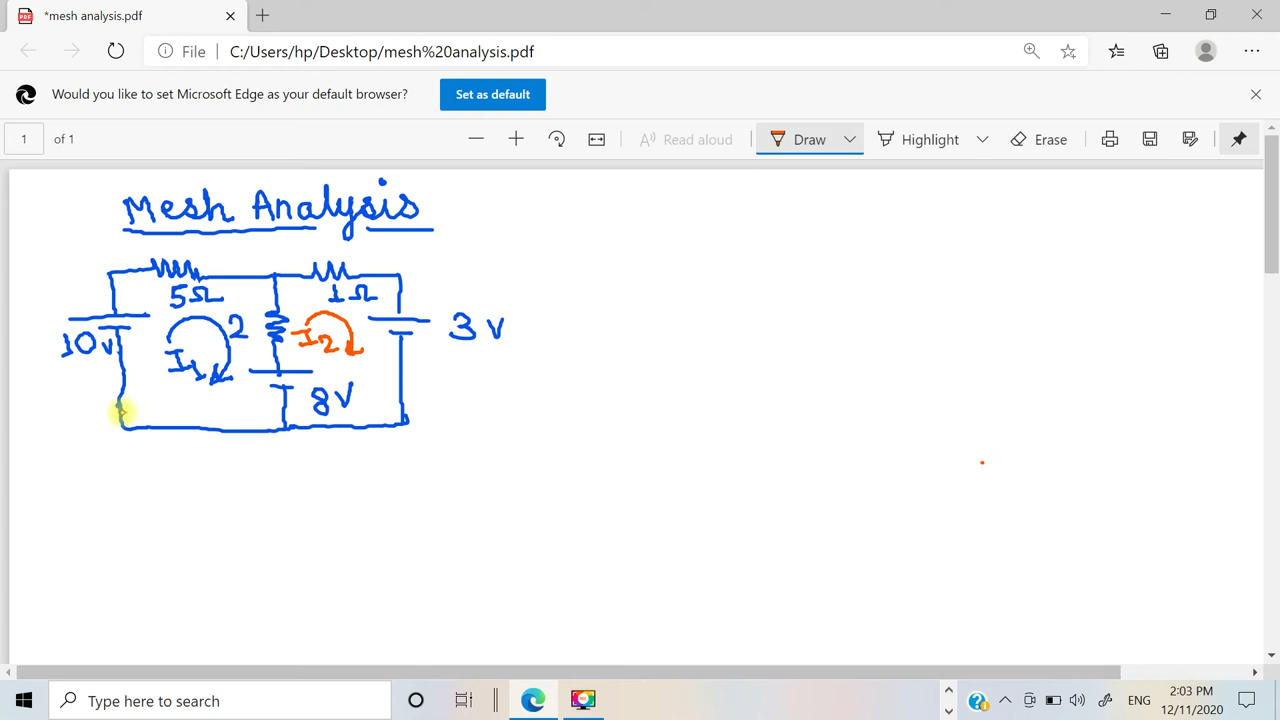 *mesh analysis.pdf
File C:/Users/hp/Desktop/mesh%20analysis.pdf
Would you like to set Microsoft Edge as your default browser? Set as default
1 of 1 Read aloud Draw Highlight Erase
Mesh Analysis
5Ω 1Ω
10v I1 2 I2 3 v
8V
Type here to search
ENG 2:03 PM
12/11/2020